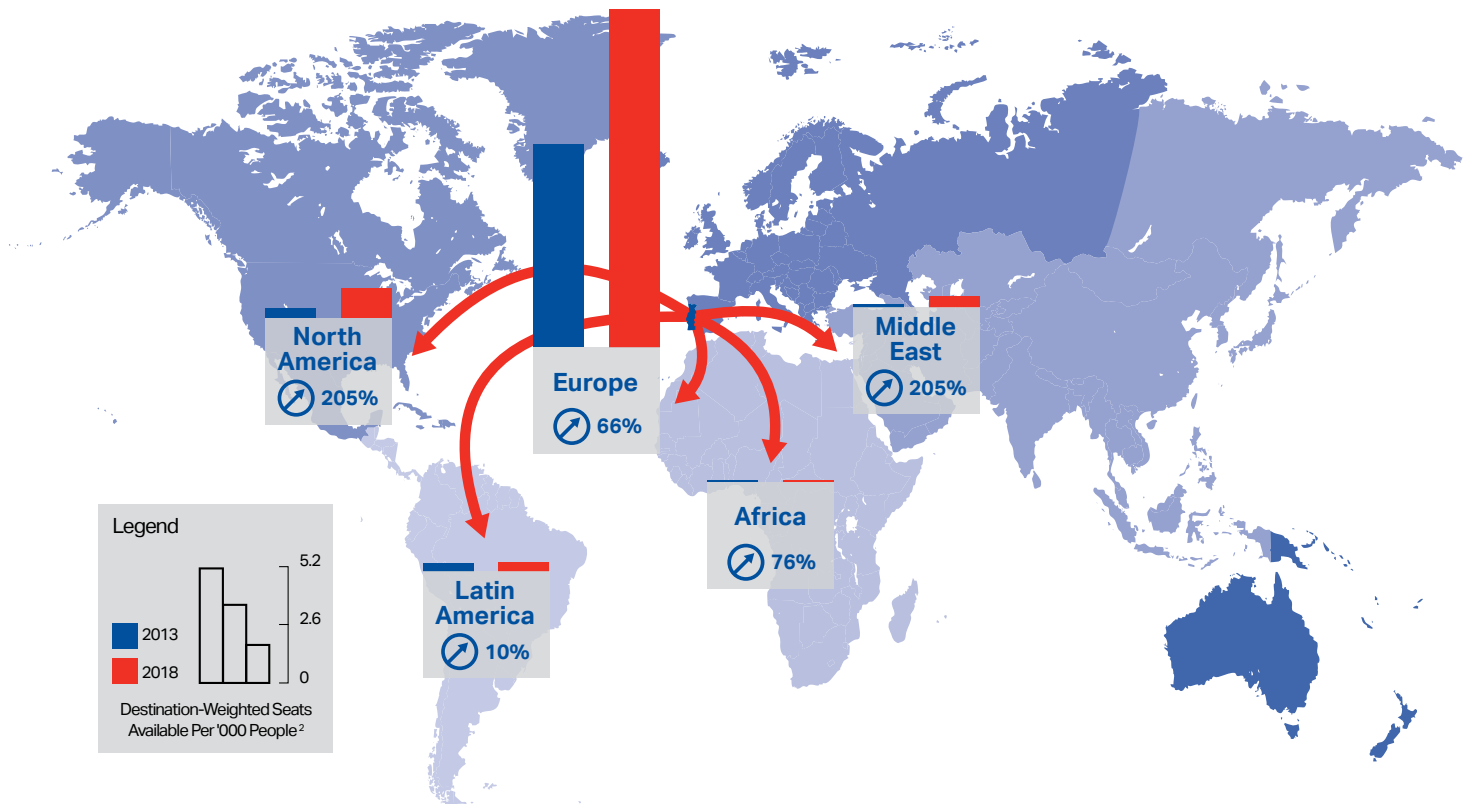 North
America
205%
Europe
66%
Middle
East
205%
Africa
76%
Latin
America
10%
Legend
5.2
2.6
0
2013
2018
Destination-Weighted Seats
Available Per '000 People²